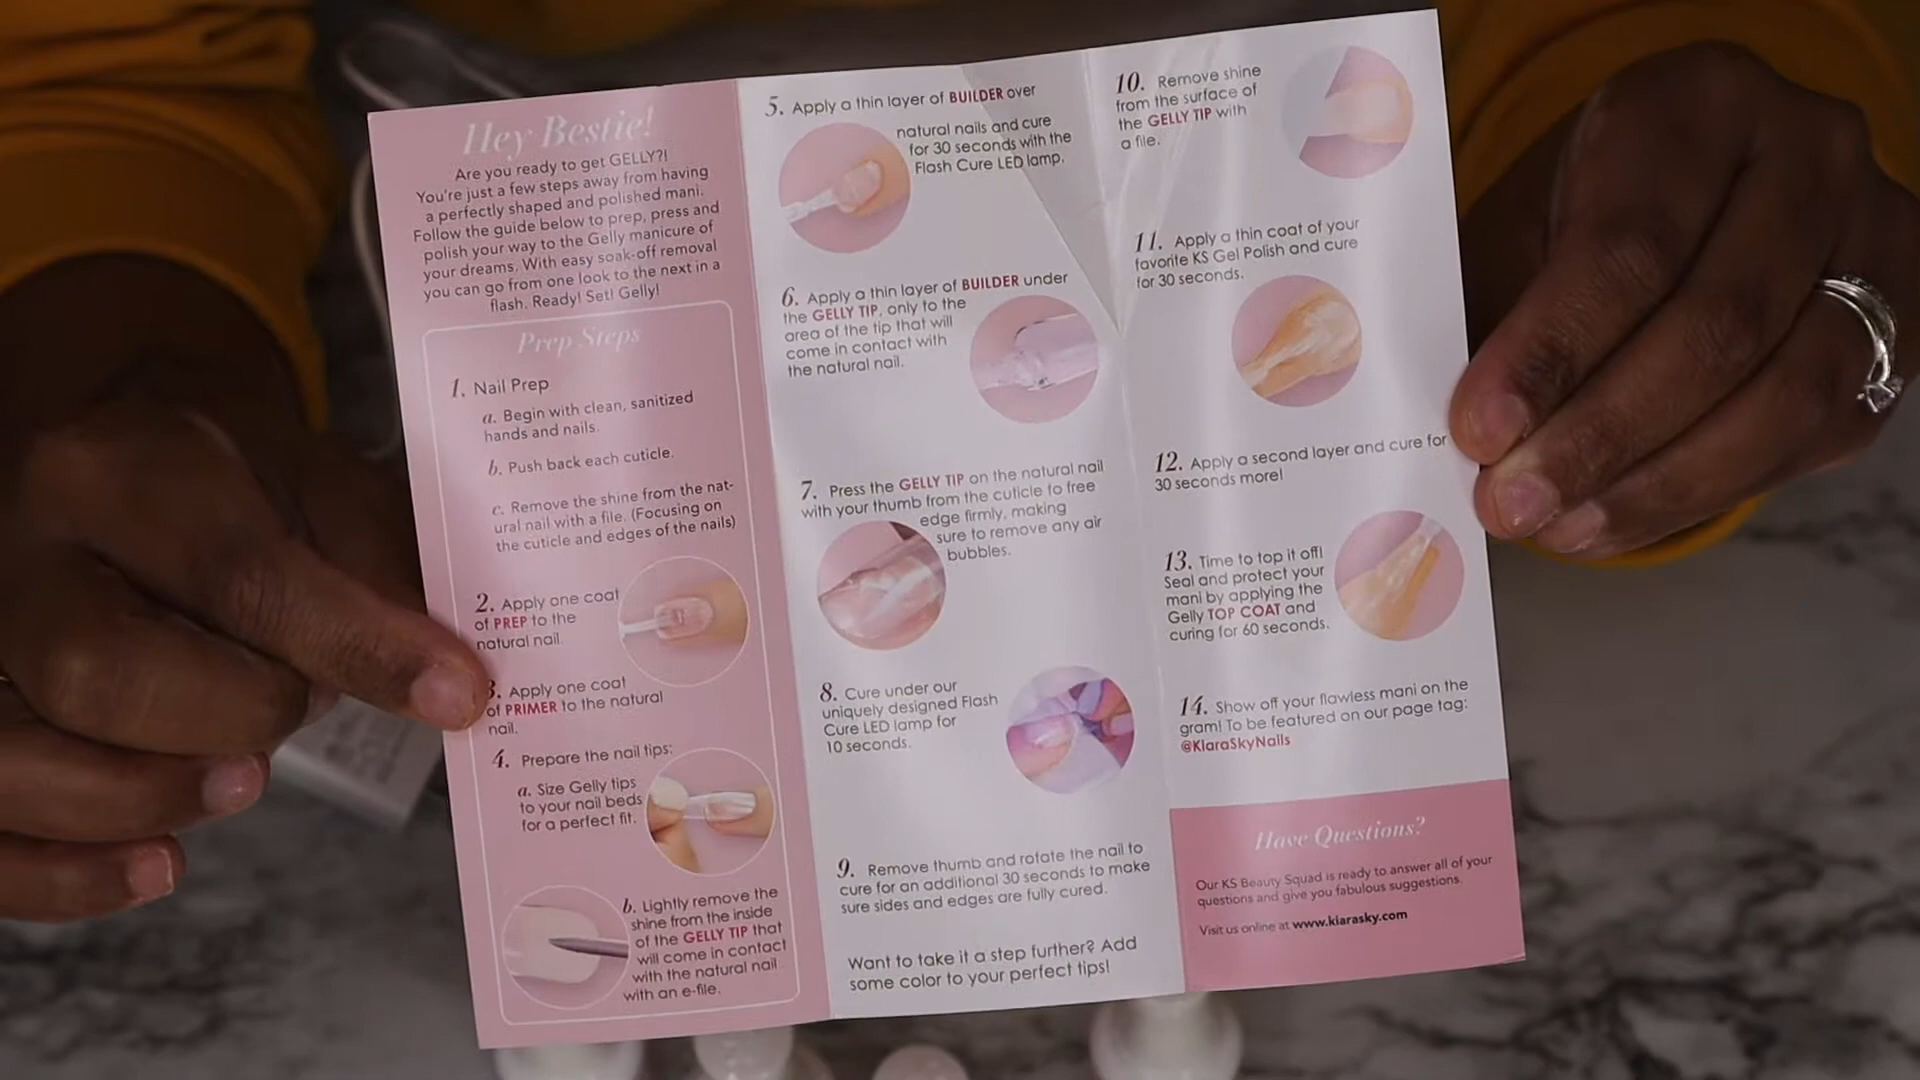 Hey Bestie!
Are you ready to get GELLY?!
You're just a few steps away from having
a perfectly shaped and polished mani.
Follow the guide below to prep, press and
polish your way to the Gelly manicure of
your dreams. With easy soak-off removal
you can go from one look to the next in a
flash. Ready! Set! Gelly!
Prep Steps
1. Nail Prep
a. Begin with clean, sanitized
hands and nails.
b. Push back each cuticle.
c. Remove the shine from the nat-
ural nail with a file. (Focusing on
the cuticle and edges of the nails)
2. Apply one coat
of PREP to the
natural nail.
3. Apply one coat
of PRIMER to the natural
nail.
4. Prepare the nail tips:
a. Size Gelly tips
to your nail beds
for a perfect fit.
b. Lightly remove the
shine from the inside
of the GELLY TIP that
will come in contact
with the natural nail
with an e-file.
5. Apply a thin layer of BUILDER over
natural nails and cure
for 30 seconds with the
Flash Cure LED lamp.
6. Apply a thin layer of BUILDER under
the GELLY TIP, only to the
area of the tip that will
come in contact with
the natural nail.
7. Press the GELLY TIP on the natural nail
with your thumb from the cuticle to free
edge firmly, making
sure to remove any air
bubbles.
8. Cure under our
uniquely designed Flash
Cure LED lamp for
10 seconds.
9. Remove thumb and rotate the nail to
cure for an additional 30 seconds to make
sure sides and edges are fully cured.
Want to take it a step further? Add
some color to your perfect tips!
10. Remove shine
from the surface of
the GELLY TIP with
a file.
11. Apply a thin coat of your
favorite KS Gel Polish and cure
for 30 seconds.
12. Apply a second layer and cure for
30 seconds more!
13. Time to top it off!
Seal and protect your
mani by applying the
Gelly TOP COAT and
curing for 60 seconds.
14. Show off your flawless mani on the
gram! To be featured on our page tag:
@KiaraSkyNails
Have Questions?
Our KS Beauty Squad is ready to answer all of your
questions and give you fabulous suggestions.
Visit us online at www.kiarasky.com